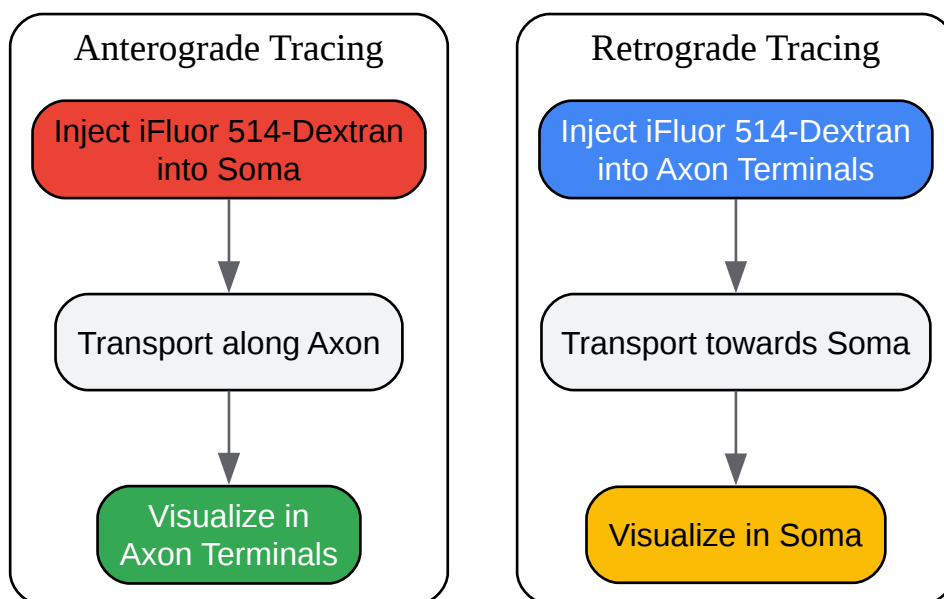 Anterograde Tracing
Inject iFluor 514-Dextran
into Soma
Transport along Axon
Visualize in
Axon Terminals
Retrograde Tracing
Inject iFluor 514-Dextran
into Axon Terminals
Transport towards Soma
Visualize in Soma